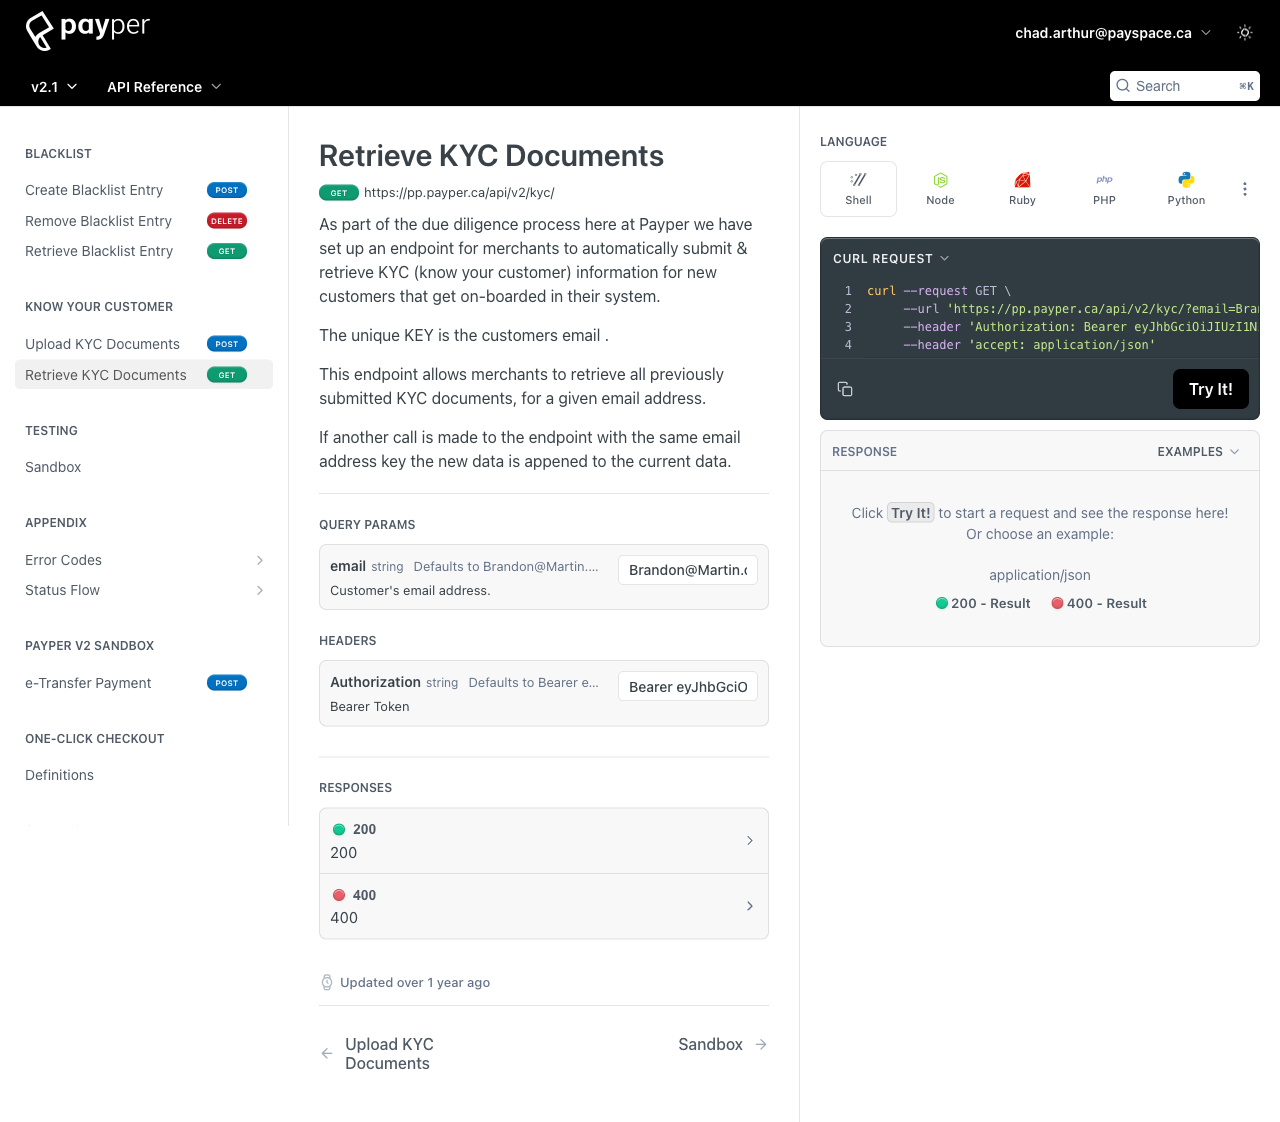 payper
chad.arthur@payspace.ca
v2.1
API Reference
Search
⌘K
BLACKLIST
Create Blacklist Entry POST
Remove Blacklist Entry DELETE
Retrieve Blacklist Entry GET
KNOW YOUR CUSTOMER
Upload KYC Documents POST
Retrieve KYC Documents GET
TESTING
Sandbox
APPENDIX
Error Codes
Status Flow
PAYPER V2 SANDBOX
e-Transfer Payment POST
ONE-CLICK CHECKOUT
Definitions
Retrieve KYC Documents
GET https://pp.payper.ca/api/v2/kyc/
As part of the due diligence process here at Payper we have
set up an endpoint for merchants to automatically submit &
retrieve KYC (know your customer) information for new
customers that get on-boarded in their system.
The unique KEY is the customers email .
This endpoint allows merchants to retrieve all previously
submitted KYC documents, for a given email address.
If another call is made to the endpoint with the same email
address key the new data is appened to the current data.
QUERY PARAMS
email string Defaults to Brandon@Martin....
Brandon@Martin.c
Customer's email address.
HEADERS
Authorization string Defaults to Bearer e...
Bearer eyJhbGciO
Bearer Token
RESPONSES
200
200
400
400
Updated over 1 year ago
Upload KYC
Documents
Sandbox
LANGUAGE
Shell
Node
Ruby
php
PHP
Python
CURL REQUEST
1 curl --request GET \
2 --url 'https://pp.payper.ca/api/v2/kyc/?email=Bran
3 --header 'Authorization: Bearer eyJhbGciOiJIUzI1N
4 --header 'accept: application/json'
Try It!
RESPONSE
EXAMPLES
Click Try It! to start a request and see the response here!
Or choose an example:
application/json
200 - Result
400 - Result